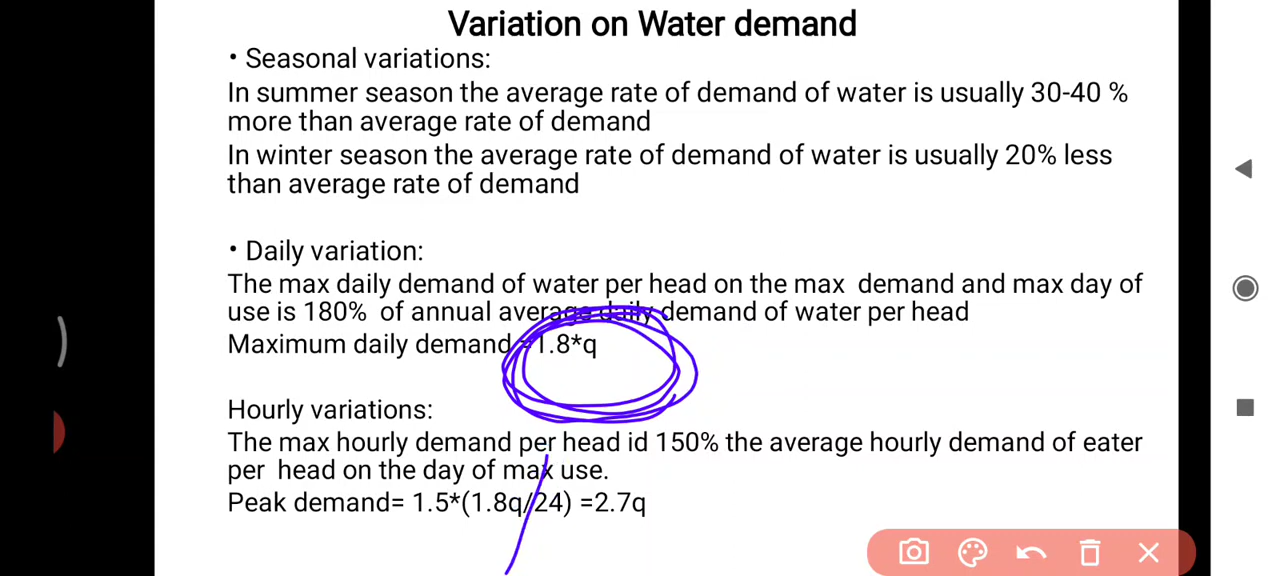 Variation on Water demand
• Seasonal variations:
In summer season the average rate of demand of water is usually 30-40 %
more than average rate of demand
In winter season the average rate of demand of water is usually 20% less
than average rate of demand
• Daily variation:
The max daily demand of water per head on the max demand and max day of
use is 180% of annual average daily demand of water per head
Maximum daily demand =1.8*q
Hourly variations:
The max hourly demand per head id 150% the average hourly demand of eater
per head on the day of max use.
Peak demand= 1.5*(1.8q/24) =2.7q